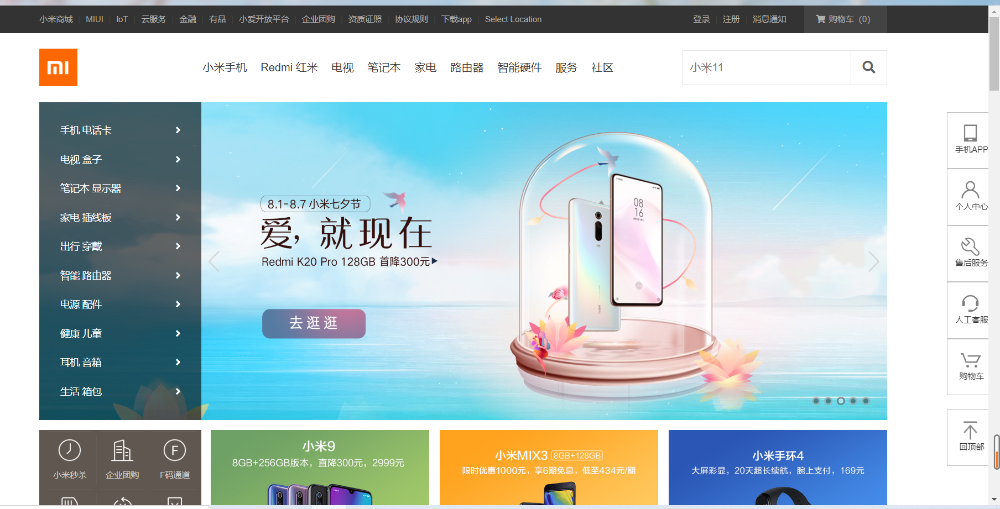 小米商城 MIUI IoT 云服务 金融 有品 小爱开放平台 企业团购 资质证照 协议规则 下载app Select Location 登录 注册 消息通知 购物车（0）
小米手机 Redmi 红米 电视 笔记本 家电 路由器 智能硬件 服务 社区 小米11
手机 电话卡
电视 盒子
笔记本 显示器
家电 插线板
出行 穿戴
智能 路由器
电源 配件
健康 儿童
耳机 音箱
生活 箱包
8.1-8.7 小米七夕节
爱，就现在
Redmi K20 Pro 128GB 首降300元
去逛逛
08
16
手机APP
个人中心
售后服务
人工客服
购物车
回顶部
小米秒杀 企业团购 F码通道
小米9
8GB+256GB版本，直降300元，2999元
小米MIX3 8GB+128GB
限时优惠1000元，享6期免息，低至434元/期
小米手环4
大屏彩显，20天超长续航，腕上支付，169元